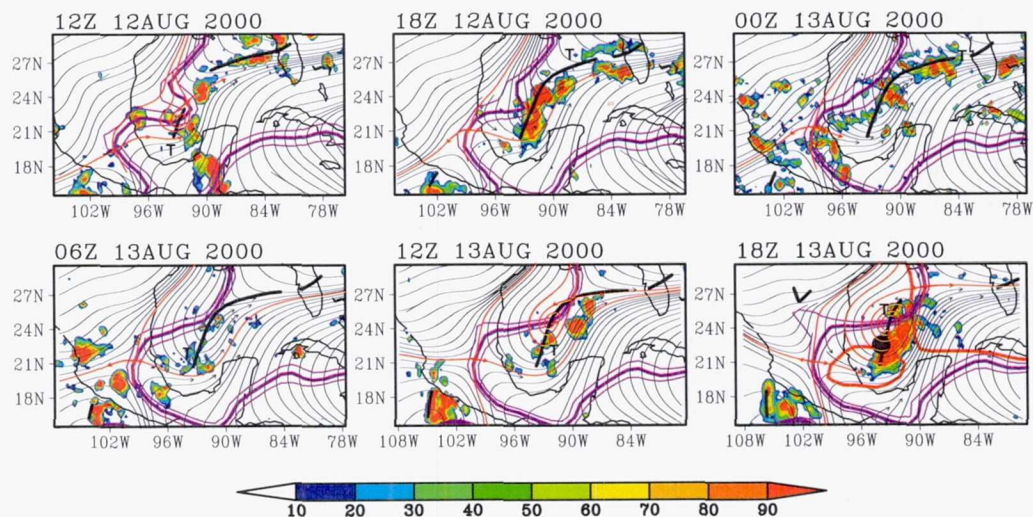 12Z 12AUG 2000
18Z 12AUG 2000
00Z 13AUG 2000
27N
24N
21N
18N
102W 96W 90W 84W 78W
T
27N
24N
21N
18N
102W 96W 90W 84W 78W
T
27N
24N
21N
18N
102W 96W 90W 84W 78W
06Z 13AUG 2000
12Z 13AUG 2000
18Z 13AUG 2000
27N
24N
21N
18N
102W 96W 90W 84W 78W
27N
24N
21N
18N
T
108W 102W 96W 90W 84W
27N
24N
21N
18N
T
108W 102W 96W 90W 84W
10 20 30 40 50 60 70 80 90